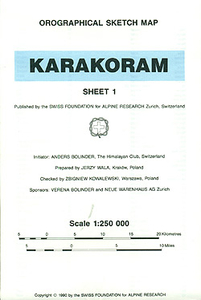 OROGRAPHICAL SKETCH MAP
KARAKORAM
SHEET 1
Published by the SWISS FOUNDATION for ALPINE RESEARCH Zurich, Switzerland
Initiator: ANDERS BOLINDER, The Himalayan Club, Switzerland
Prepared by JERZY WALA, Kraków, Poland
Checked by ZBIGNIEW KOWALEWSKI, Warszawa, Poland
Sponsors: VERENA BOLINDER and NEUE WARENHAUS AG Zurich
Scale 1:250 000
5 0 5 10 15 20 Kilometres
5 0 5 10 Miles
Copyright © 1990 by the SWISS FOUNDATION for ALPINE RESEARCH